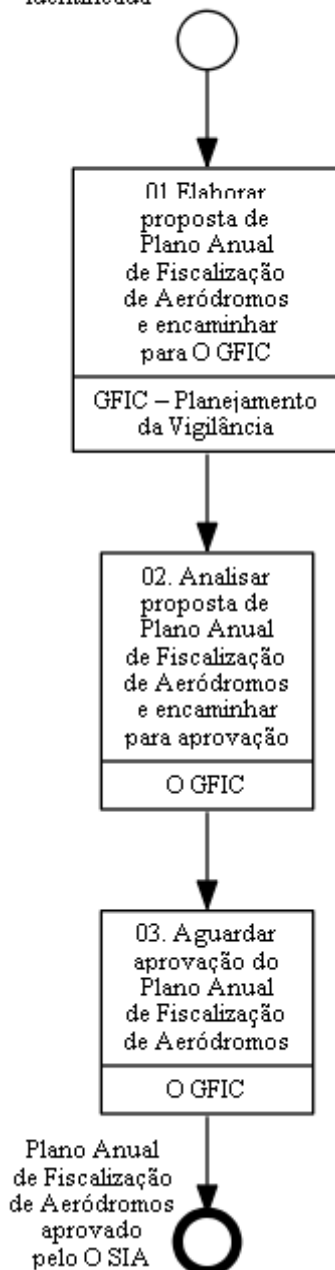 01 Elaborar
proposta de
Plano Anual
de Fiscalização
de Aeródromos
e encaminhar
para O GFIC
GFIC – Planejamento
da Vigilância
02. Analisar
proposta de
Plano Anual
de Fiscalização
de Aeródromos
e encaminhar
para aprovação
O GFIC
03. Aguardar
aprovação do
Plano Anual
de Fiscalização
de Aeródromos
O GFIC
Plano Anual
de Fiscalização
de Aeródromos
aprovado
pelo O SIA